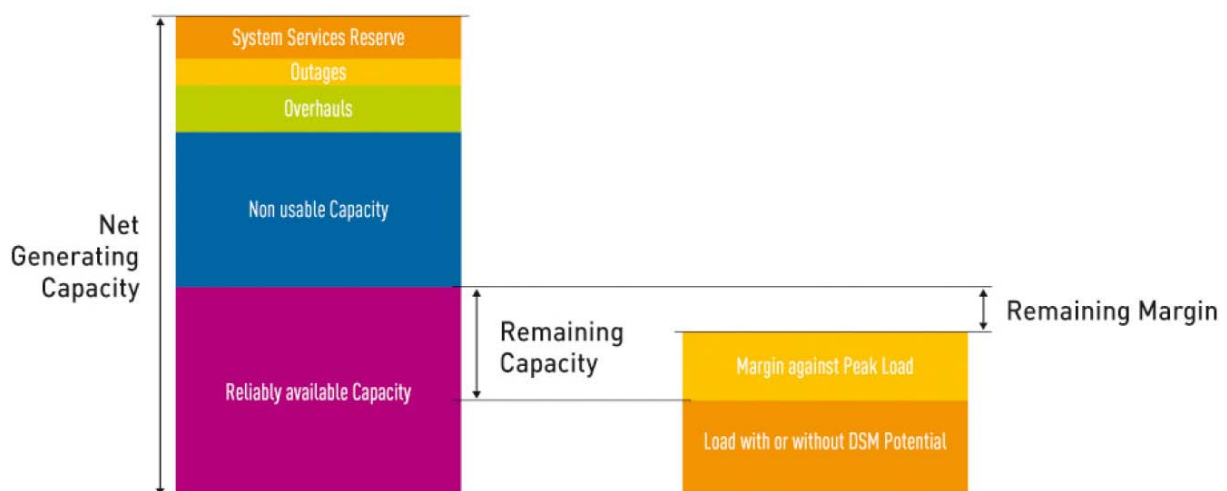 System Services Reserve
Outages
Overhauls
Non usable Capacity
Net
Generating
Capacity
Reliably available Capacity
Remaining
Capacity
Remaining Margin
Margin against Peak Load
Load with or without DSM Potential